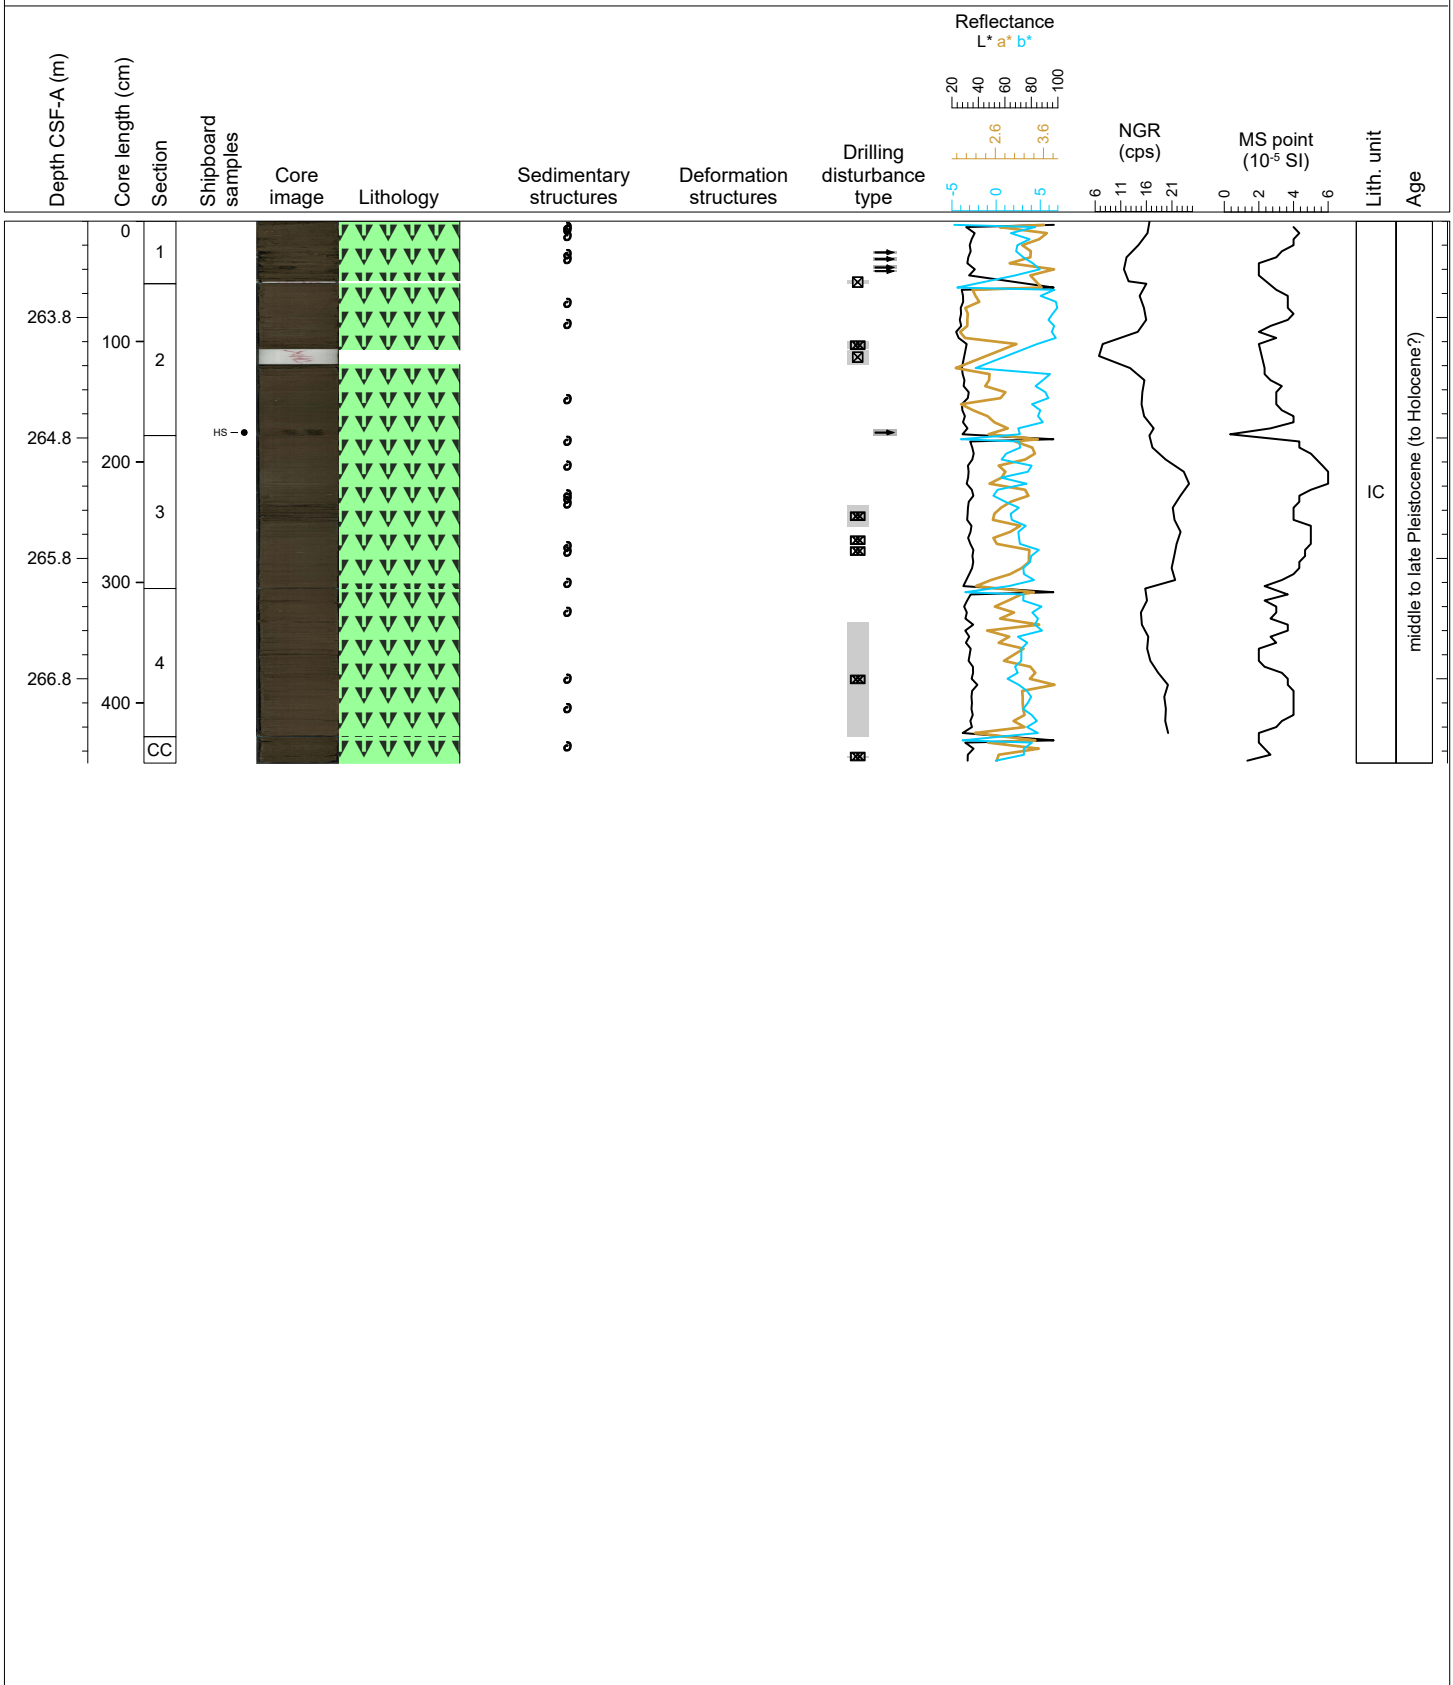 Depth CSF-A (m)
Core length (cm)
Section
Shipboard
samples
Core
image
Lithology
Sedimentary
structures
Deformation
structures
Drilling
disturbance
type
Reflectance
L* a* b*
20 40 60 80 100
2.6 3.6
-5 0 5
NGR
(cps)
6 11 16 21
MS point
(10-5 SI)
0 2 4 6
Lith. unit
Age
0
1
263.8
100
2
HS
264.8
200
3
IC
265.8
300
4
266.8
400
CC
middle to late Pleistocene (to Holocene?)